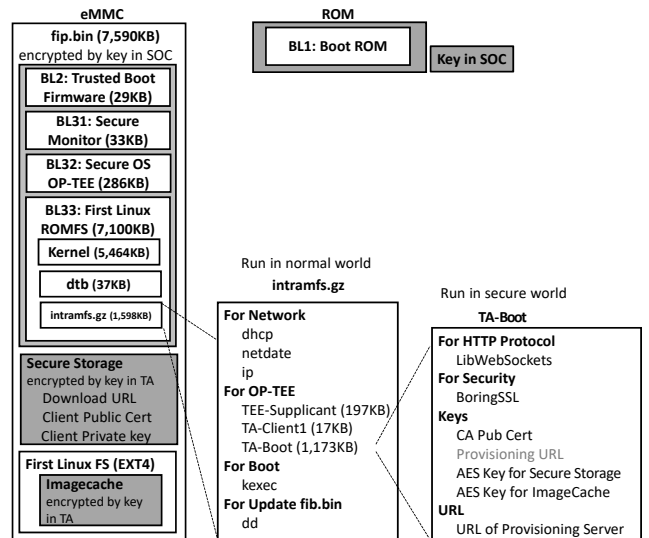 eMMC
fip.bin (7,590KB)
encrypted by key in SOC
BL2: Trusted Boot
Firmware (29KB)
BL31: Secure
Monitor (33KB)
BL32: Secure OS
OP-TEE (286KB)
BL33: First Linux
ROMFS (7,100KB)
Kernel (5,464KB)
dtb (37KB)
intramfs.gz (1,598KB)
Secure Storage
encrypted by key in TA
Download URL
Client Public Cert
Client Private key
First Linux FS (EXT4)
Imagecache
encrypted by key
in TA
ROM
BL1: Boot ROM
Key in SOC
Run in normal world
intramfs.gz
For Network
dhcp
netdate
ip
For OP-TEE
TEE-Supplicant (197KB)
TA-Client1 (17KB)
TA-Boot (1,173KB)
For Boot
kexec
For Update fib.bin
dd
Run in secure world
TA-Boot
For HTTP Protocol
LibWebSockets
For Security
BoringSSL
Keys
CA Pub Cert
Provisioning URL
AES Key for Secure Storage
AES Key for ImageCache
URL
URL of Provisioning Server